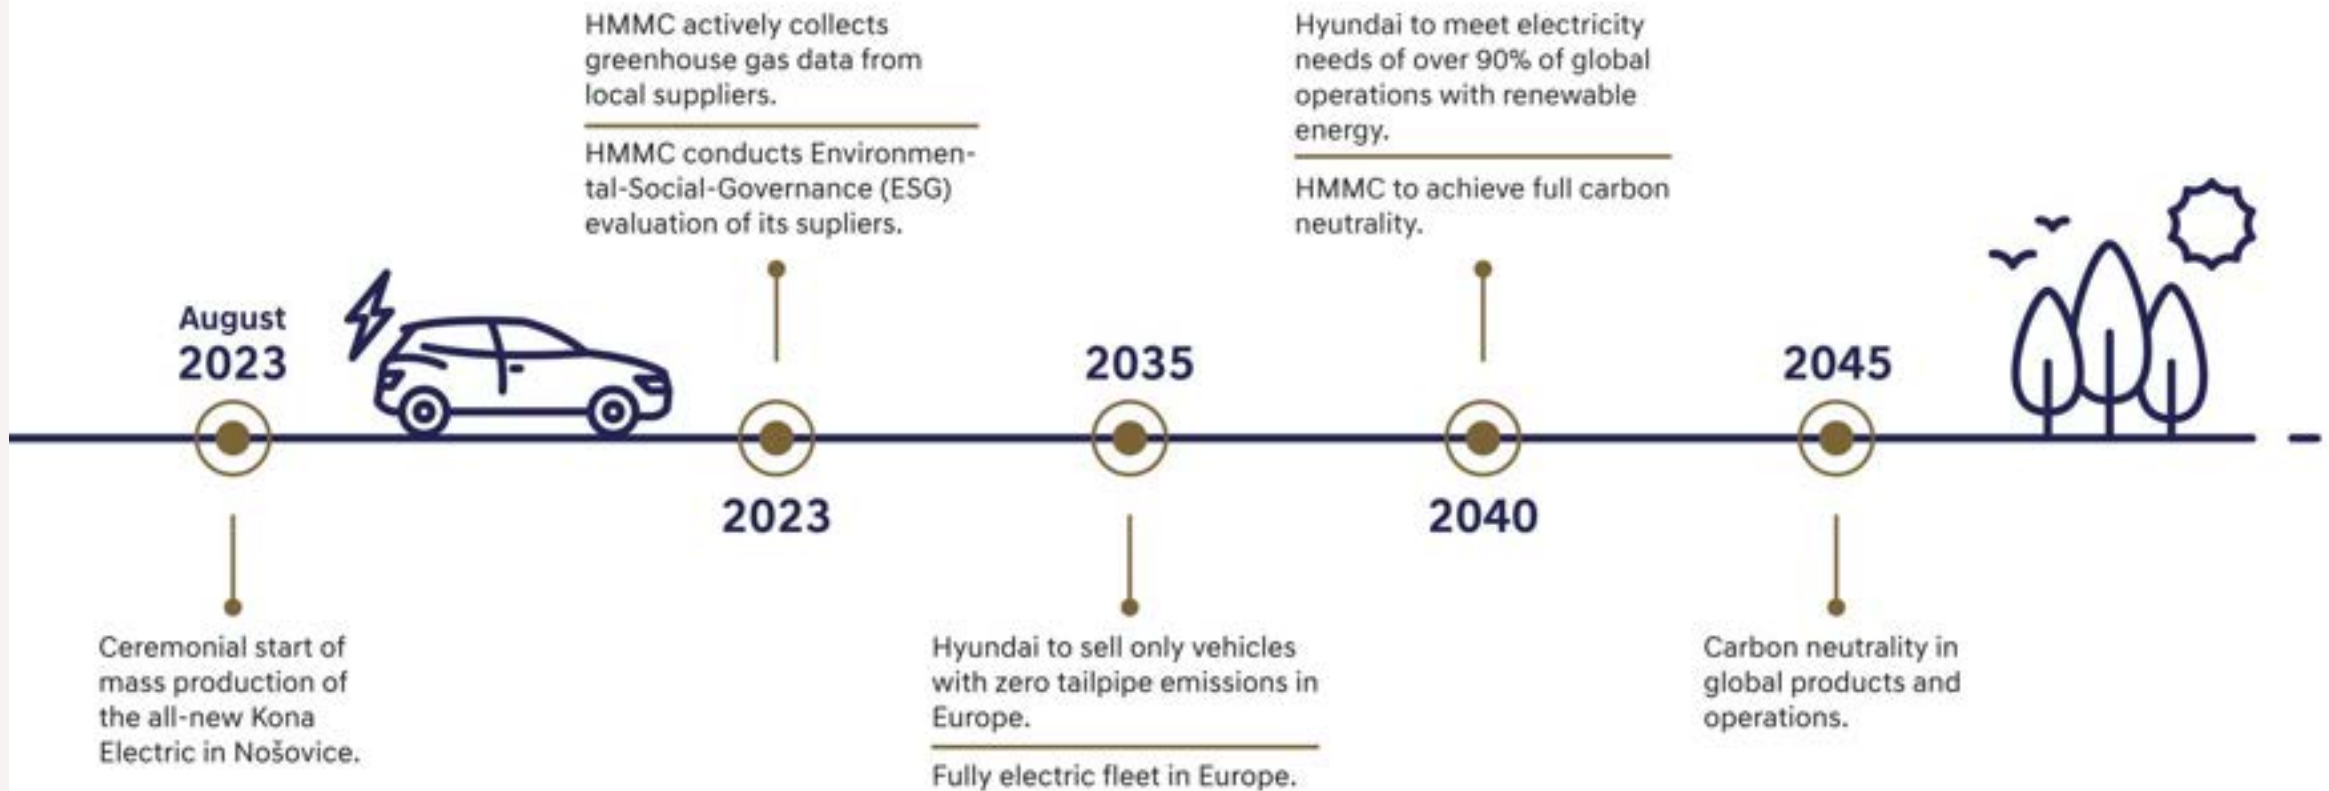 August
2023
Ceremonial start of
mass production of
the all-new Kona
Electric in Nošovice.
HMMC actively collects
greenhouse gas data from
local suppliers.
HMMC conducts Environmen-
tal-Social-Governance (ESG)
evaluation of its supliers.
2023
2035
Hyundai to sell only vehicles
with zero tailpipe emissions in
Europe.
Fully electric fleet in Europe.
Hyundai to meet electricity
needs of over 90% of global
operations with renewable
energy.
HMMC to achieve full carbon
neutrality.
2040
2045
Carbon neutrality in
global products and
operations.